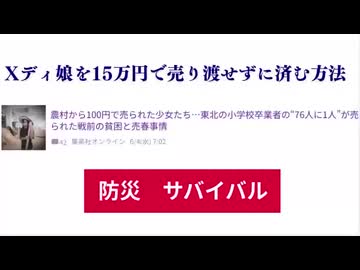 Xディ娘を15万円で売り渡せずに済む方法
農村から100円で売られた少女たち…東北の小学校卒業者の“76人に1人”が売
られた戦前の貧困と売春事情
42 集英社オンライン 6/4(水) 7:02
防災 サバイバル